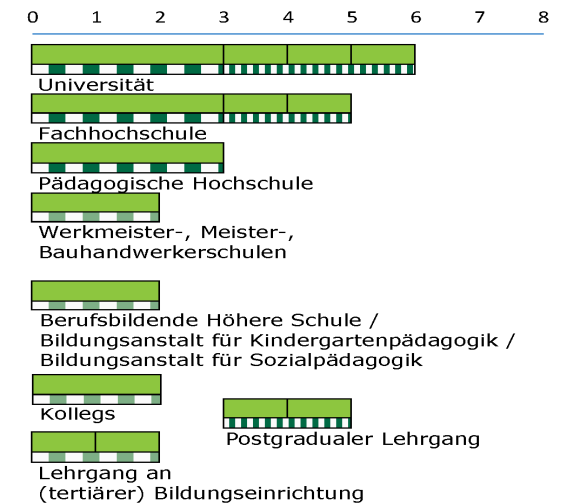 0 1 2 3 4 5 6 7 8
Universität
Fachhochschule
Pädagogische Hochschule
Werkmeister-, Meister-,
Bauhandwerkerschulen
Berufsbildende Höhere Schule /
Bildungsanstalt für Kindergartenpädagogik /
Bildungsanstalt für Sozialpädagogik
Kollegs
Postgradualer Lehrgang
Lehrgang an
(tertiärer) Bildungseinrichtung